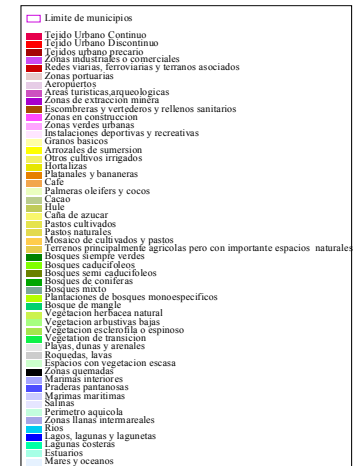 Limite de municipios
Tejido Urbano Continuo
Tejido Urbano Discontinuo
Tejidos urbano precario
Zonas industriales o comerciales
Redes viarias, ferroviarias y terranos asociados
Zonas portuarias
Aeropuertos
Areas turisticas,arqueologicas
Zonas de extracción minera
Escombreras y vertederos y rellenos sanitarios
Zonas en construccion
Zonas verdes urbanas
Instalaciones deportivas y recreativas
Granos basicos
Arrozales de sumersion
Otros cultivos irrigados
Hortalizas
Platanales y bananeras
Cafe
Palmeras oleifers y cocos
Cacao
Hule
Caña de azucar
Pastos cultivados
Pastos naturales
Mosaico de cultivados y pastos
Terrenos principalmente agricolas pero con importante espacios naturales
Bosques siempre verdes
Bosques caducifoleos
Bosques semi caducifoleos
Bosques de coniferas
Bosques mixto
Plantaciones de bosques monoespecificos
Bosque de mangle
Vegetacion herbacea natural
Vegetacion arbustivas bajas
Vegetacion esclerofila o espinoso
Vegetation de transicion
Playas, dunas y arenales
Roquedas, lavas
Espacios con vegetacion escasa
Zonas quemadas
Marimas interiores
Praderas pantanosas
Marimas maritimas
Salinas
Perimetro aquicola
Zonas llanas intermareales
Rios
Lagos, lagunas y lagunetas
Lagunas costeras
Estuarios
Mares y oceanos